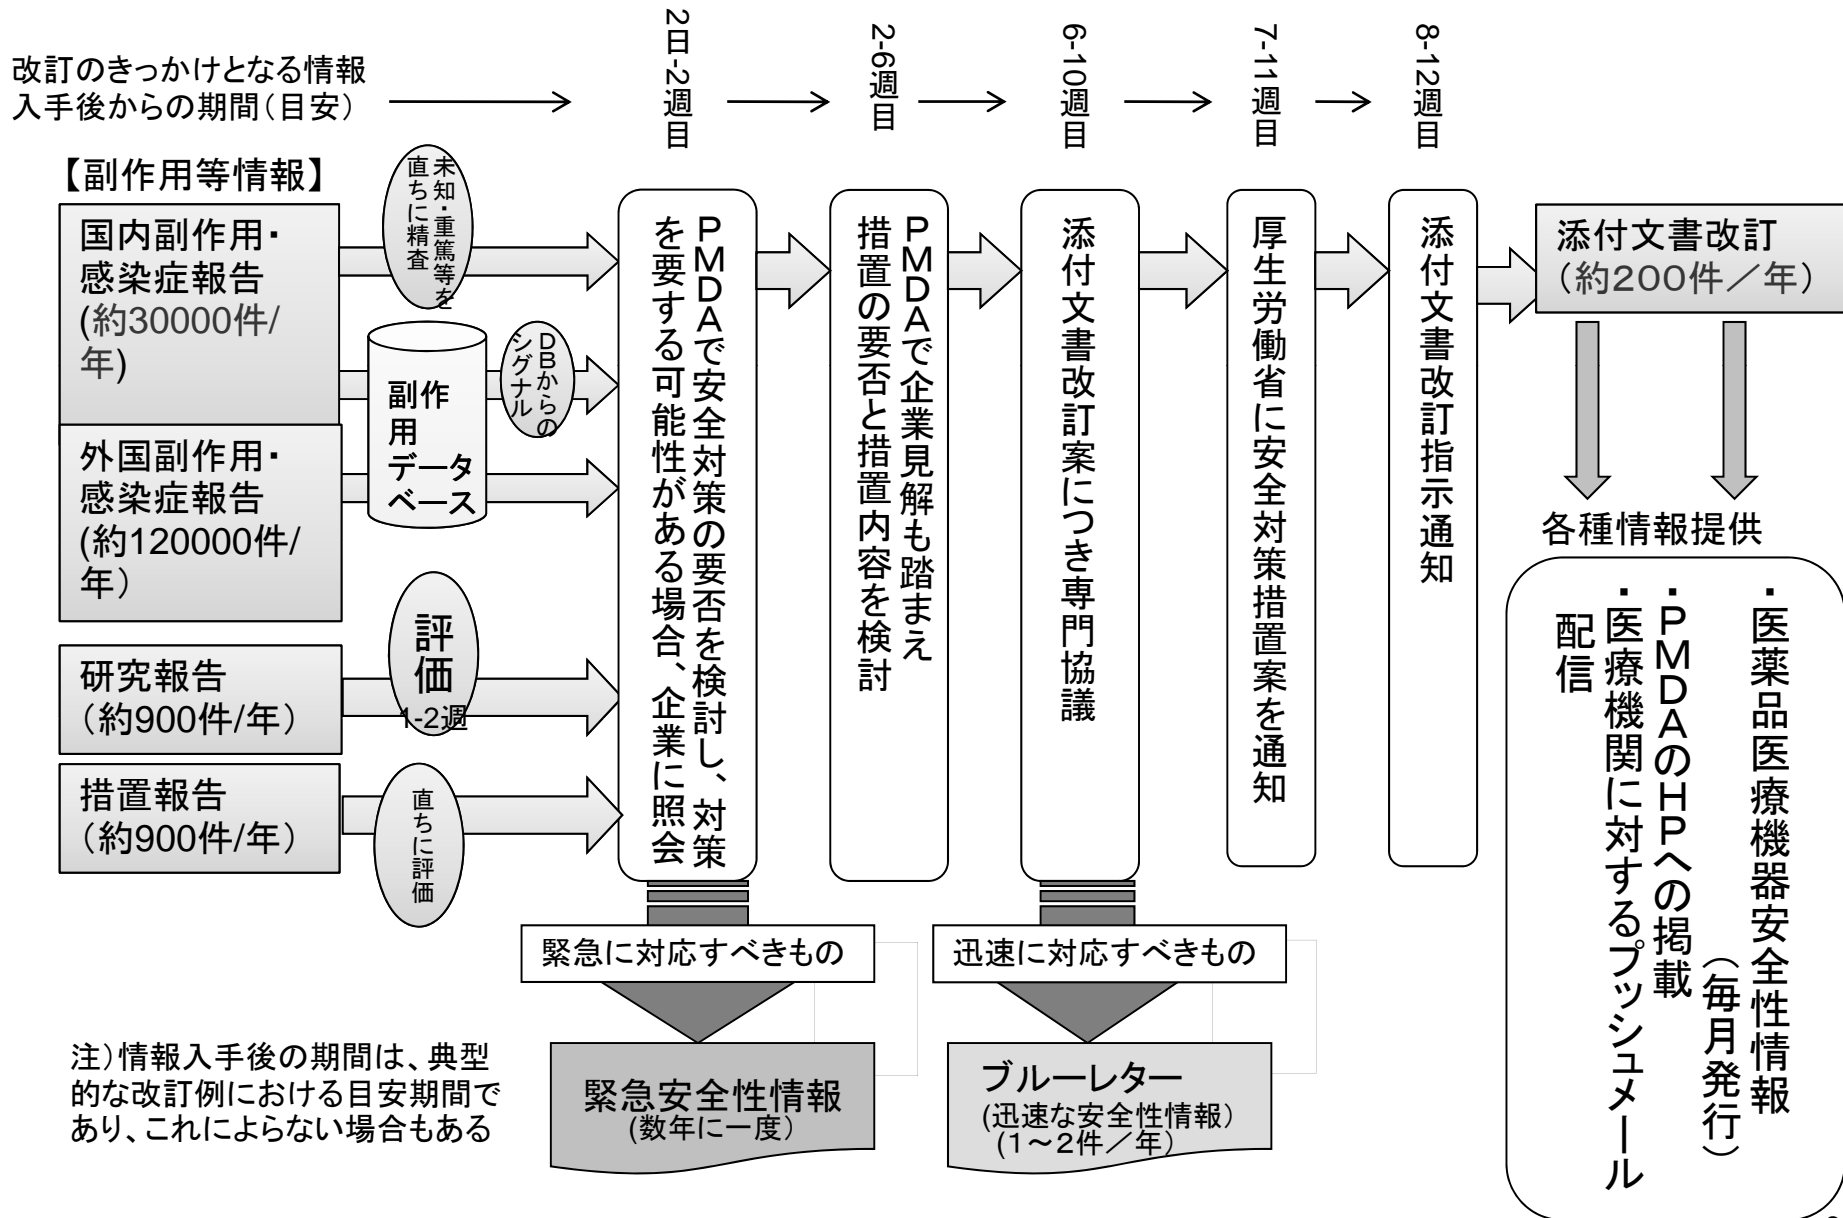 改訂のきっかけとなる情報
入手後からの期間(目安)
2日-2週目
2-6週目
6-10週目
7-11週目
8-12週目
【副作用等情報】
国内副作用・
感染症報告
(約30000件/
年)
外国副作用・
感染症報告
(約120000件/
年)
研究報告
(約900件/年)
措置報告
(約900件/年)
未知・重篤等を
直ちに精査
副作
用
データ
ベース
DBからの
シグナル
評価
1-2週
直ちに評価
PMDAで安全対策の要否を検討し、対策
を要する可能性がある場合、企業に照会
PMDAで企業見解も踏まえ
措置の要否と措置内容を検討
添付文書改訂案につき専門協議
厚生労働省に安全対策措置案を通知
添付文書改訂指示通知
添付文書改訂
(約200件/年)
各種情報提供
・医薬品医療機器安全性情報
(毎月発行)
・PMDAのHPへの掲載
・医療機関に対するプッシュメール
配信
緊急に対応すべきもの
緊急安全性情報
(数年に一度)
迅速に対応すべきもの
ブルーレター
(迅速な安全性情報)
(1~2件/年)
注)情報入手後の期間は、典型
的な改訂例における目安期間で
あり、これによらない場合もある